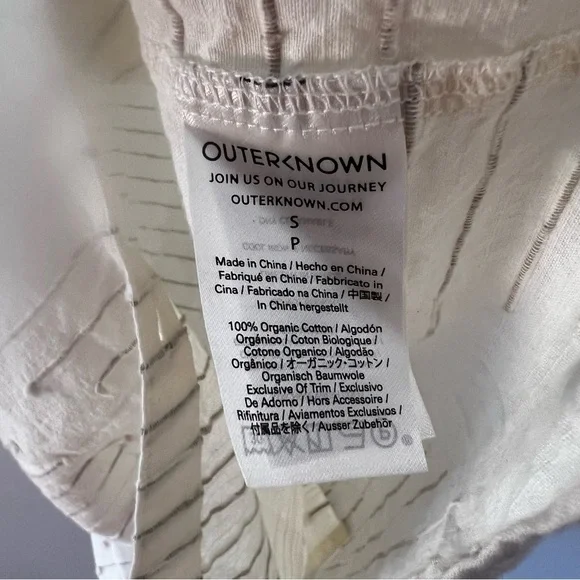 OUTERKNOWN
JOIN US ON OUR JOURNEY
OUTERKNOWN.COM
S
P
Made in China / Hecho en China /
Fabriqué en Chine / Fabbricato in
Cina / Fabricado na China / 中国製 /
In China hergestellt
100% Organic Cotton / Algodón
Orgánico / Coton Biologique /
Cotone Organico / Algodão
Orgânico / オーガニック・コットン /
Organisch Baumwole
Exclusive Of Trim / Exclusivo
De Adorno / Hors Accessoire /
Rifinitura / Aviamentos Exclusivos /
付属品を除く / Ausser Zubehör